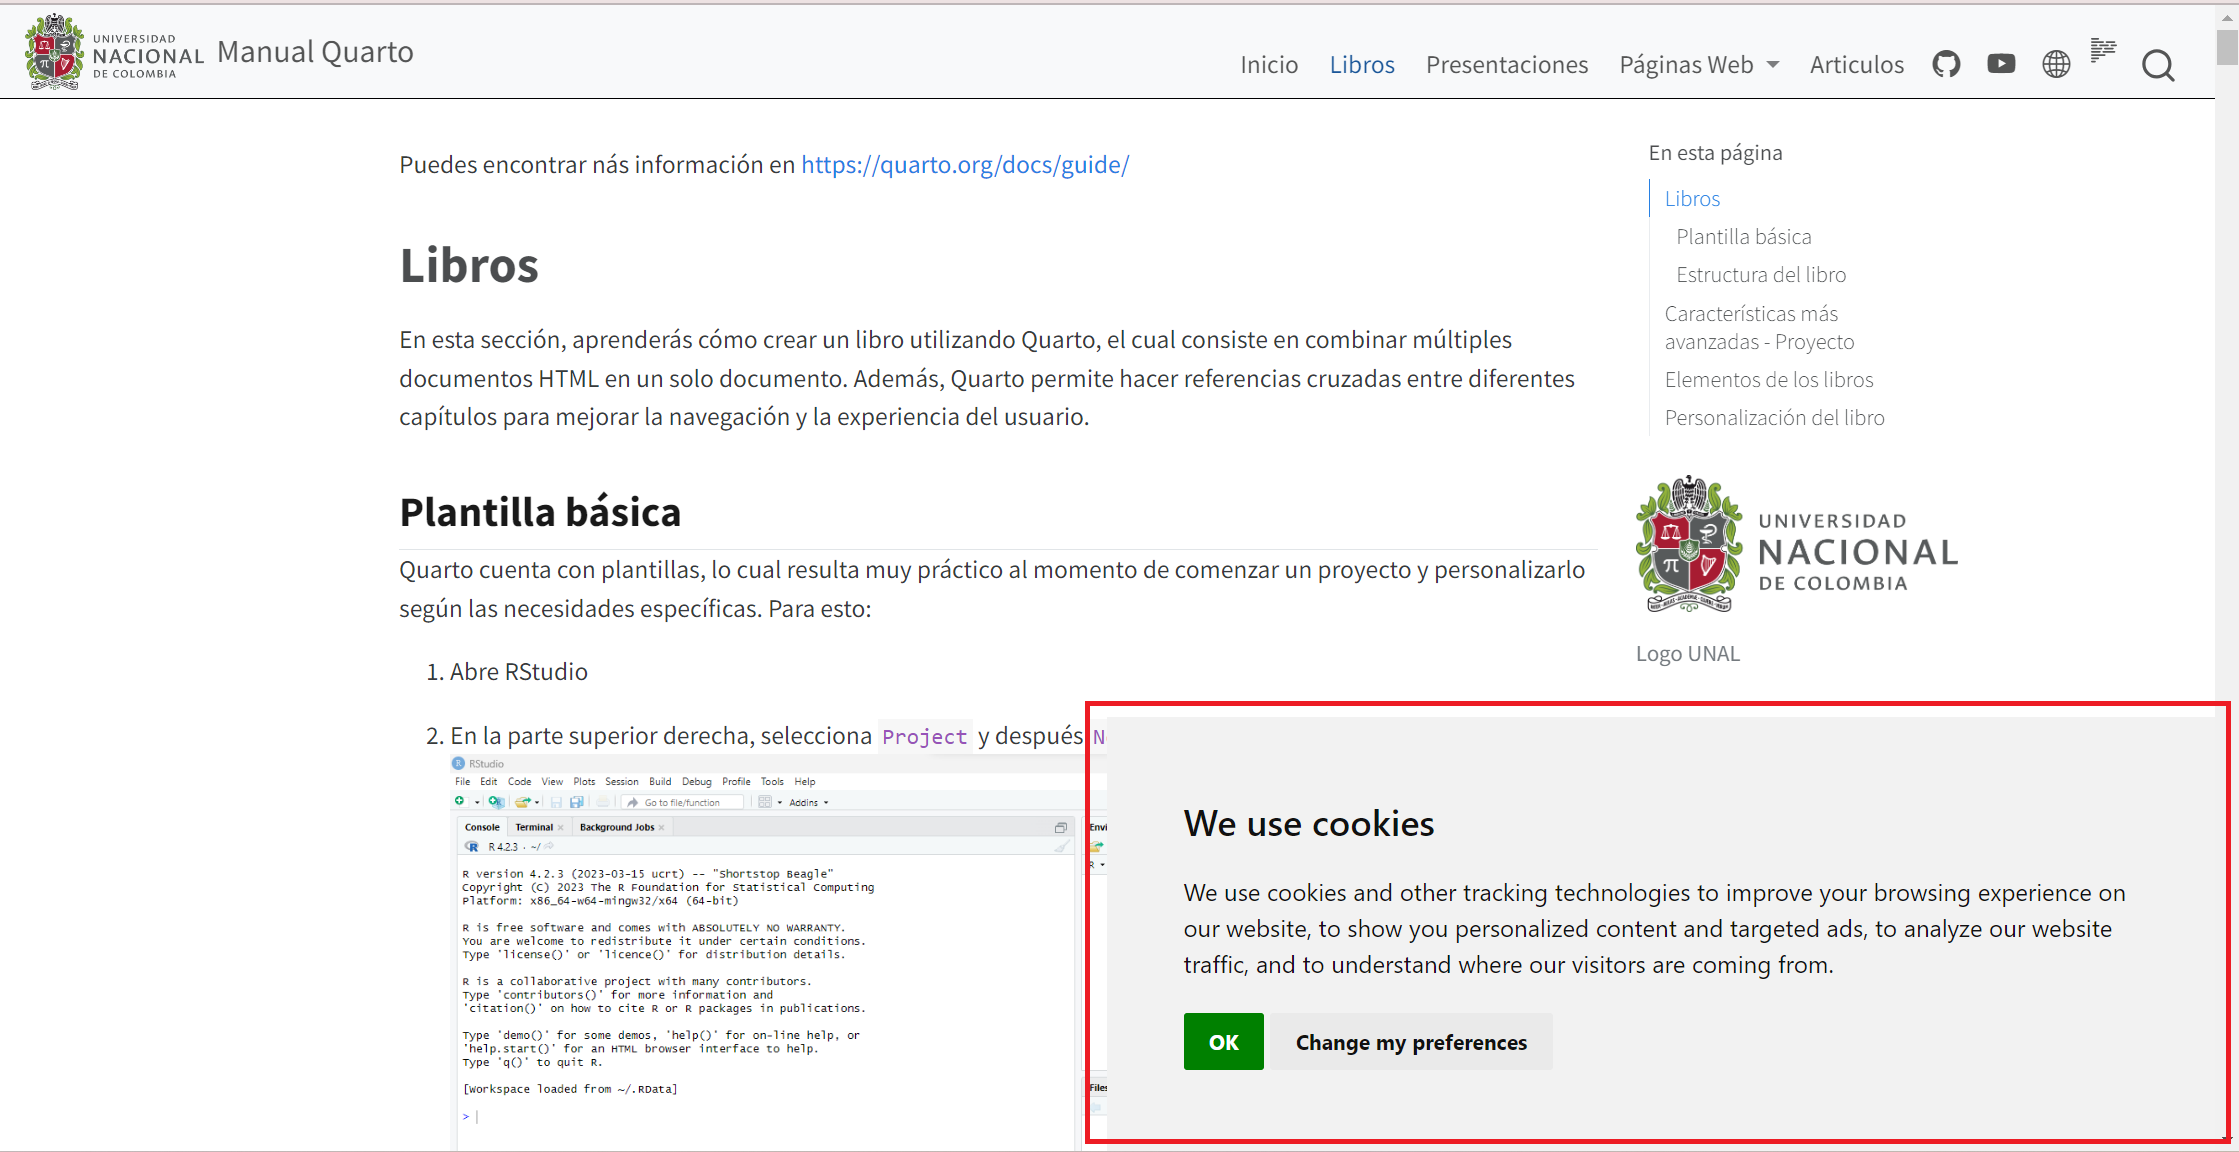 UNIVERSIDAD
NACIONAL
DE COLOMBIA
Manual Quarto
Inicio Libros Presentaciones Páginas Web Articulos
Puedes encontrar nás información en https://quarto.org/docs/guide/
Libros
En esta sección, aprenderás cómo crear un libro utilizando Quarto, el cual consiste en combinar múltiples
documentos HTML en un solo documento. Además, Quarto permite hacer referencias cruzadas entre diferentes
capítulos para mejorar la navegación y la experiencia del usuario.
Plantilla básica
Quarto cuenta con plantillas, lo cual resulta muy práctico al momento de comenzar un proyecto y personalizarlo
según las necesidades específicas. Para esto:
1. Abre RStudio
2. En la parte superior derecha, selecciona Project y después
RStudio
File Edit Code View Plots Session Build Debug Profile Tools Help
Go to file/function Addins
Console Terminal Background Jobs
R 4.2.3 · ~/
R version 4.2.3 (2023-03-15 ucrt) -- "Shortstop Beagle"
Copyright (C) 2023 The R Foundation for Statistical Computing
Platform: x86_64-w64-mingw32/x64 (64-bit)
R is free software and comes with ABSOLUTELY NO WARRANTY.
You are welcome to redistribute it under certain conditions.
Type 'license()' or 'licence()' for distribution details.
R is a collaborative project with many contributors.
Type 'contributors()' for more information and
'citation()' on how to cite R or R packages in publications.
Type 'demo()' for some demos, 'help()' for on-line help, or
'help.start()' for an HTML browser interface to help.
Type 'q()' to quit R.
[Workspace loaded from ~/.RData]
>
Envi
R
Files
En esta página
Libros
Plantilla básica
Estructura del libro
Características más
avanzadas - Proyecto
Elementos de los libros
Personalización del libro
UNIVERSIDAD
NACIONAL
DE COLOMBIA
Logo UNAL
We use cookies
We use cookies and other tracking technologies to improve your browsing experience on
our website, to show you personalized content and targeted ads, to analyze our website
traffic, and to understand where our visitors are coming from.
OK
Change my preferences